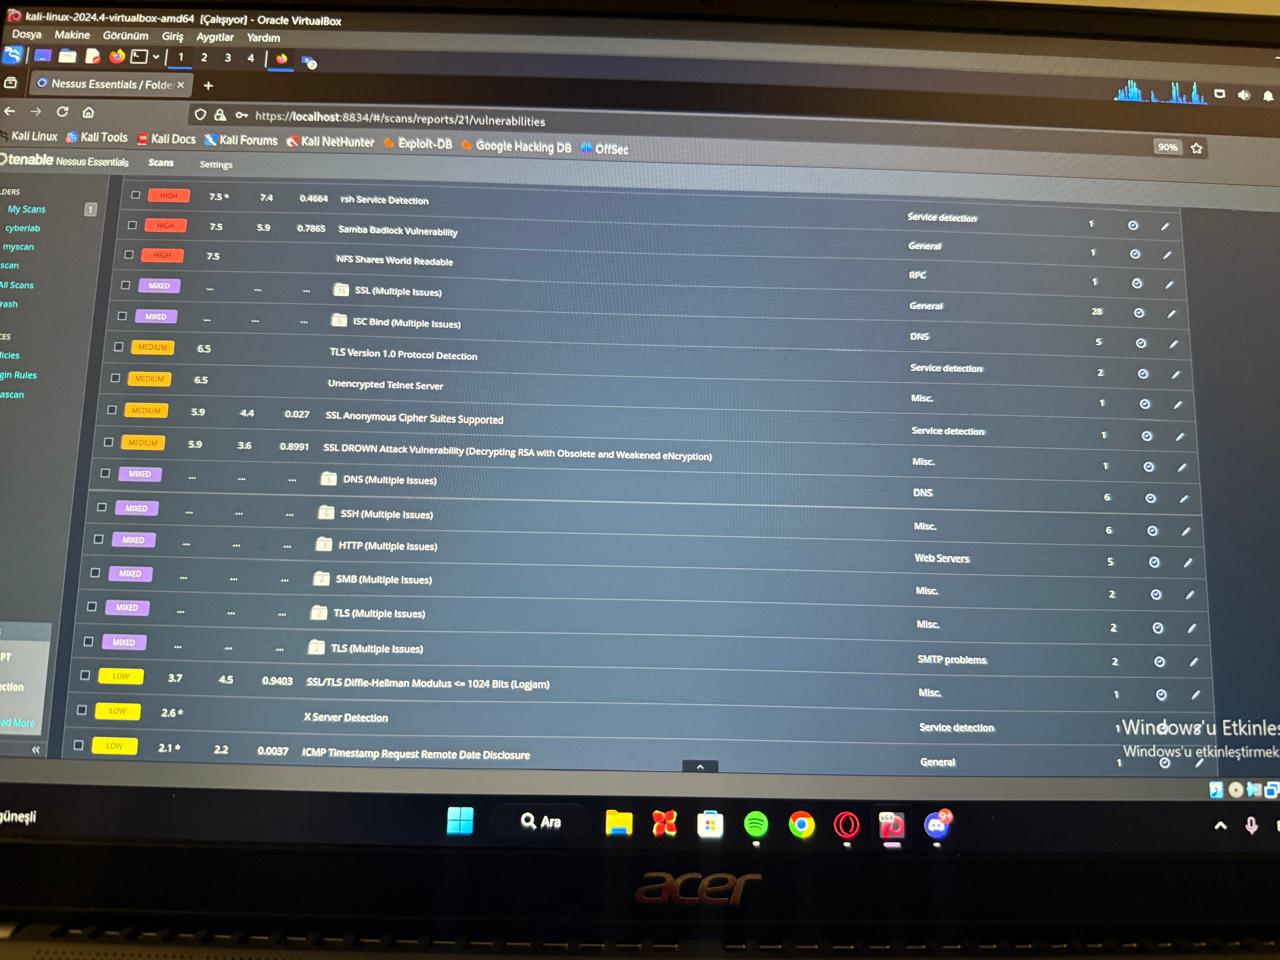 kali-linux-2024.4-virtualbox-amd64 [Çalışıyor] - Oracle VirtualBox
Dosya Makine Görünüm Giriş Aygıtlar Yardım
1 2 3 4
Nessus Essentials / Folde
https://localhost:8834/#/scans/reports/21/vulnerabilities
90%
Kali Linux Kali Tools Kali Docs Kali Forums Kali NetHunter Exploit-DB Google Hacking DB OffSec
tenable Nessus Essentials Scans Settings
LDERS
My Scans 1
cyberlab
myscan
scan
All Scans
rash
CES
licies
gin Rules
ascan
PT
ction
ad More
HIGH 7.5 * 7.4 0.4664 rsh Service Detection Service detection 1
HIGH 7.5 5.9 0.7865 Samba Badlock Vulnerability General 1
HIGH 7.5 NFS Shares World Readable RPC 1
MIXED ... ... ... SSL (Multiple Issues) General 28
MIXED ... ... ... ISC Bind (Multiple Issues) DNS 5
MEDIUM 6.5 TLS Version 1.0 Protocol Detection Service detection 2
MEDIUM 6.5 Unencrypted Telnet Server Misc. 1
MEDIUM 5.9 4.4 0.027 SSL Anonymous Cipher Suites Supported Service detection 1
MEDIUM 5.9 3.6 0.8991 SSL DROWN Attack Vulnerability (Decrypting RSA with Obsolete and Weakened eNcryption) Misc. 1
MIXED ... ... ... DNS (Multiple Issues) DNS 6
MIXED ... ... ... SSH (Multiple Issues) Misc. 6
MIXED ... ... ... HTTP (Multiple Issues) Web Servers 5
MIXED ... ... ... SMB (Multiple Issues) Misc. 2
MIXED ... ... ... TLS (Multiple Issues) Misc. 2
MIXED ... ... ... TLS (Multiple Issues) SMTP problems 2
LOW 3.7 4.5 0.9403 SSL/TLS Diffie-Hellman Modulus <= 1024 Bits (Logjam) Misc. 1
LOW 2.6 * X Server Detection Service detection 1
LOW 2.1 * 2.2 0.0037 ICMP Timestamp Request Remote Date Disclosure General 1
Windows'u Etkinleş
Windows'u etkinleştirmek
güneşli
Ara
x64
9+
acer